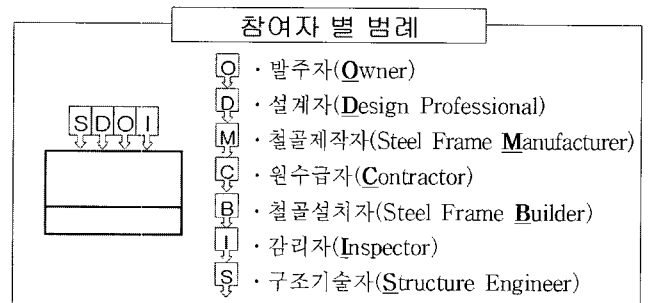 참여자 별 범례
O · 발주자(Owner)
D · 설계자(Design Professional)
M · 철골제작자(Steel Frame Manufacturer)
C · 원수급자(Contractor)
B · 철골설치자(Steel Frame Builder)
I · 감리자(Inspector)
S · 구조기술자(Structure Engineer)
S D O I